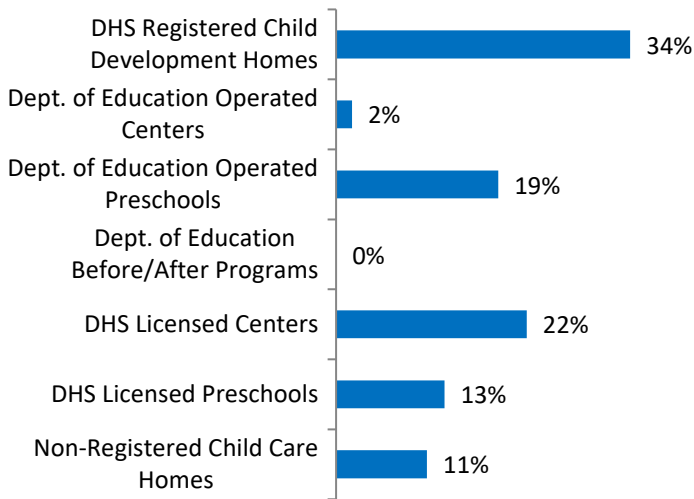 DHS Registered Child
Development Homes
34%
Dept. of Education Operated
Centers
2%
Dept. of Education Operated
Preschools
19%
Dept. of Education
Before/After Programs
0%
DHS Licensed Centers
22%
DHS Licensed Preschools
13%
Non-Registered Child Care
Homes
11%